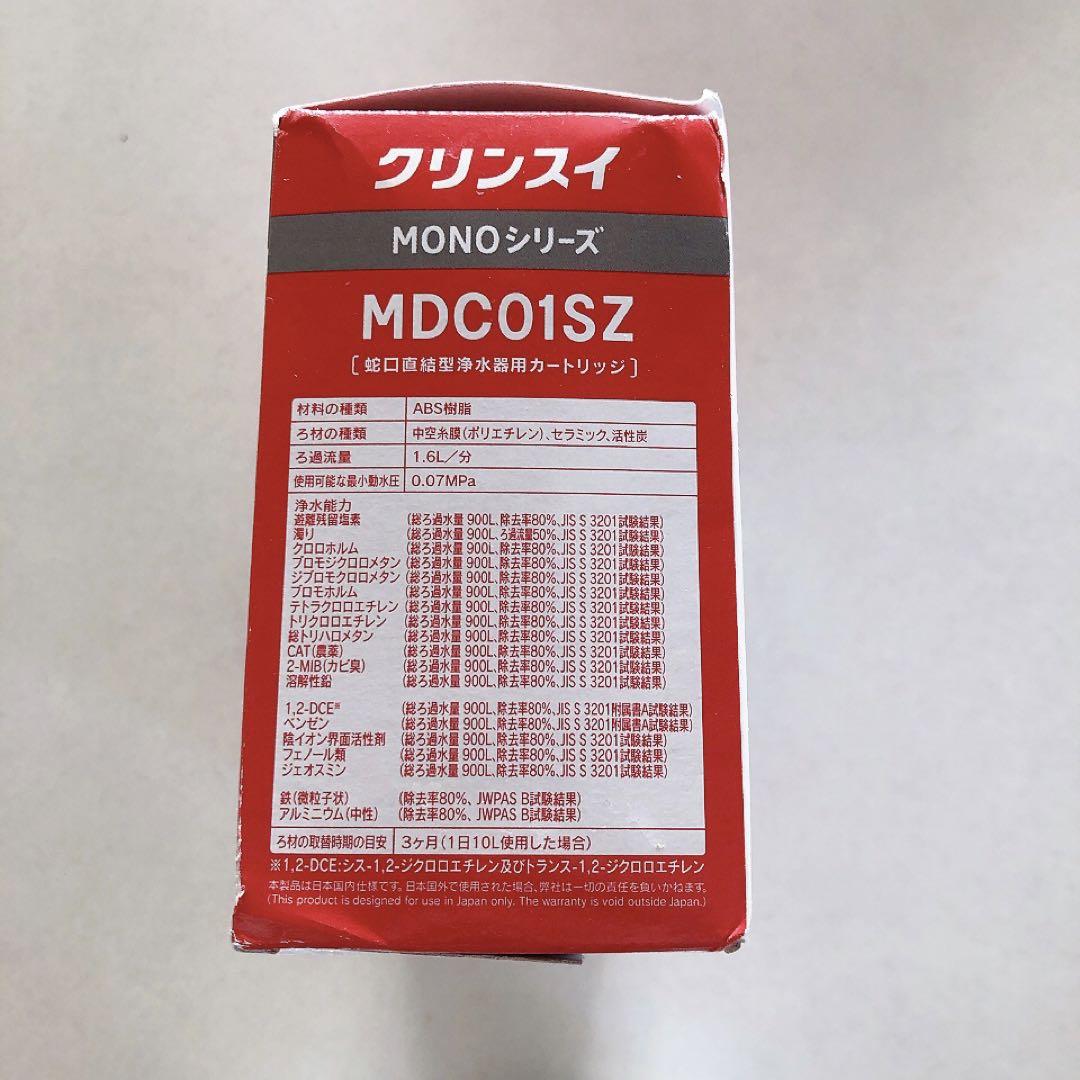 クリンスイ
MONOシリーズ
MDC01SZ
[ 蛇口直結型浄水器用カートリッジ ]
材料の種類 ABS樹脂
ろ材の種類 中空糸膜(ポリエチレン)、セラミック、活性炭
ろ過流量 1.6L／分
使用可能な最小動水圧 0.07MPa
浄水能力
遊離残留塩素 (総ろ過水量 900L、除去率80%、JIS S 3201試験結果)
濁り (総ろ過水量 900L、ろ過流量50%、JIS S 3201試験結果)
クロロホルム (総ろ過水量 900L、除去率80%、JIS S 3201試験結果)
ブロモジクロロメタン (総ろ過水量 900L、除去率80%、JIS S 3201試験結果)
ジブロモクロロメタン (総ろ過水量 900L、除去率80%、JIS S 3201試験結果)
ブロモホルム (総ろ過水量 900L、除去率80%、JIS S 3201試験結果)
テトラクロロエチレン (総ろ過水量 900L、除去率80%、JIS S 3201試験結果)
トリクロロエチレン (総ろ過水量 900L、除去率80%、JIS S 3201試験結果)
総トリハロメタン (総ろ過水量 900L、除去率80%、JIS S 3201試験結果)
CAT(農薬) (総ろ過水量 900L、除去率80%、JIS S 3201試験結果)
2-MIB(カビ臭) (総ろ過水量 900L、除去率80%、JIS S 3201試験結果)
溶解性鉛 (総ろ過水量 900L、除去率80%、JIS S 3201試験結果)
1,2-DCE※ (総ろ過水量 900L、除去率80%、JIS S 3201附属書A試験結果)
ベンゼン (総ろ過水量 900L、除去率80%、JIS S 3201附属書A試験結果)
陰イオン界面活性剤 (総ろ過水量 900L、除去率80%、JIS S 3201試験結果)
フェノール類 (総ろ過水量 900L、除去率80%、JIS S 3201試験結果)
ジェオスミン (総ろ過水量 900L、除去率80%、JIS S 3201試験結果)
鉄(微粒子状) (除去率80%、JWPAS B試験結果)
アルミニウム(中性) (除去率80%、JWPAS B試験結果)
ろ材の取替時期の目安 3ヶ月(1日10L使用した場合)
※1,2-DCE:シス-1,2-ジクロロエチレン及びトランス-1,2-ジクロロエチレン
本製品は日本国内仕様です。日本国外で使用された場合、弊社は一切の責任を負いかねます。
(This product is designed for use in Japan only. The warranty is void outside Japan.)